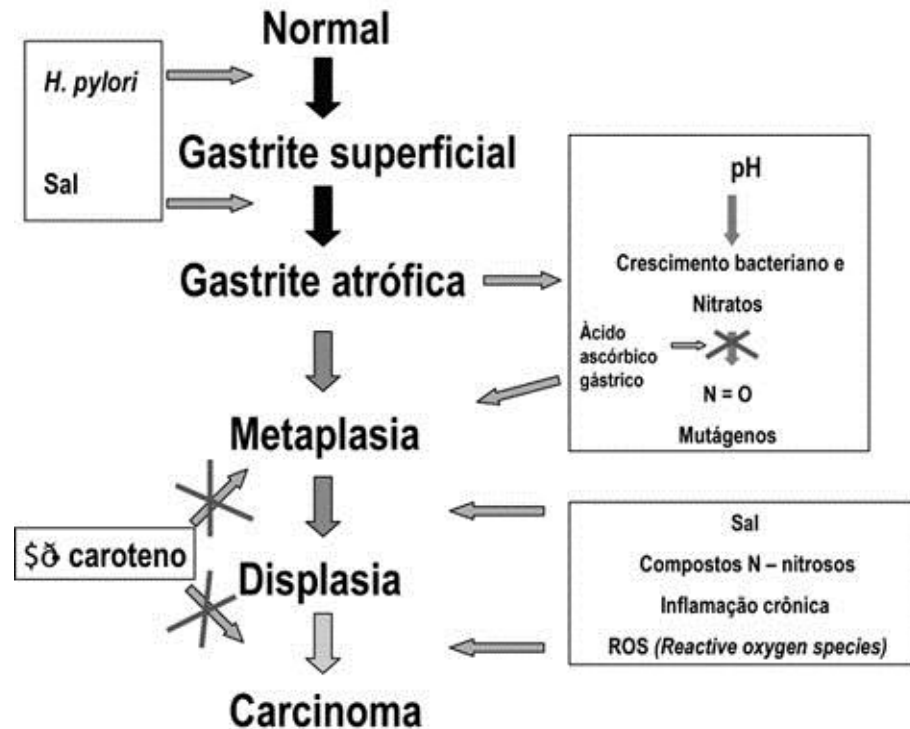 Normal
H. pylori
Sal
Gastrite superficial
Gastrite atrófica
pH
Crescimento bacteriano e
Nitratos
Àcido
ascórbico
gástrico
N = O
Mutágenos
Metaplasia
$ð caroteno
Displasia
Sal
Compostos N – nitrosos
Inflamação crônica
ROS (Reactive oxygen species)
Carcinoma